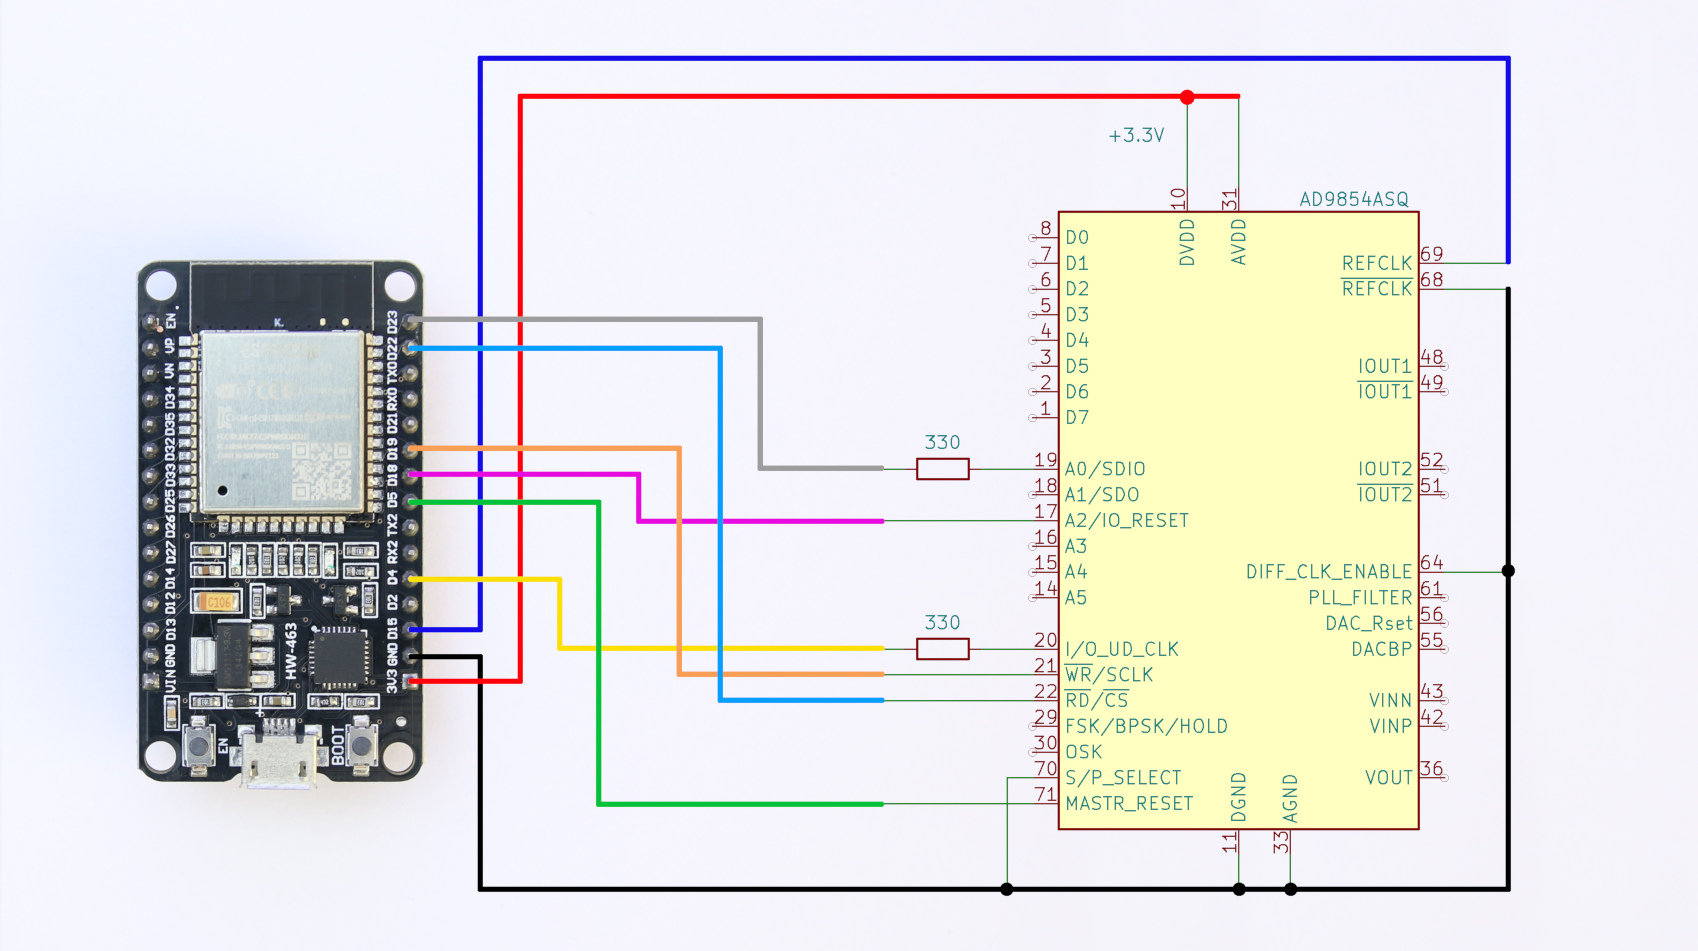 EN
VP
VN
D34
D35
D32
D33
D25
D26
D27
D14
D12
D13
GND
VIN
D23
D22
TX0
RX0
D21
D19
D18
D5
TX2
RX2
D4
D2
D15
GND
3V3
C106
HW-463
EN
BOOT
+3.3V
AD9854ASQ
10 DVDD
31 AVDD
8 D0
7 D1
6 D2
5 D3
4 D4
3 D5
2 D6
1 D7
330
19 A0/SDIO
18 A1/SDO
17 A2/IO_RESET
16 A3
15 A4
14 A5
330
20 I/O_UD_CLK
21 WR/SCLK
22 RD/CS
29 FSK/BPSK/HOLD
30 OSK
70 S/P_SELECT
71 MASTR_RESET
REFCLK 69
REFCLK 68
IOUT1 48
IOUT1 49
IOUT2 52
IOUT2 51
DIFF_CLK_ENABLE 64
PLL_FILTER 61
DAC_Rset 56
DACBP 55
VINN 43
VINP 42
VOUT 36
DGND 11
AGND 33